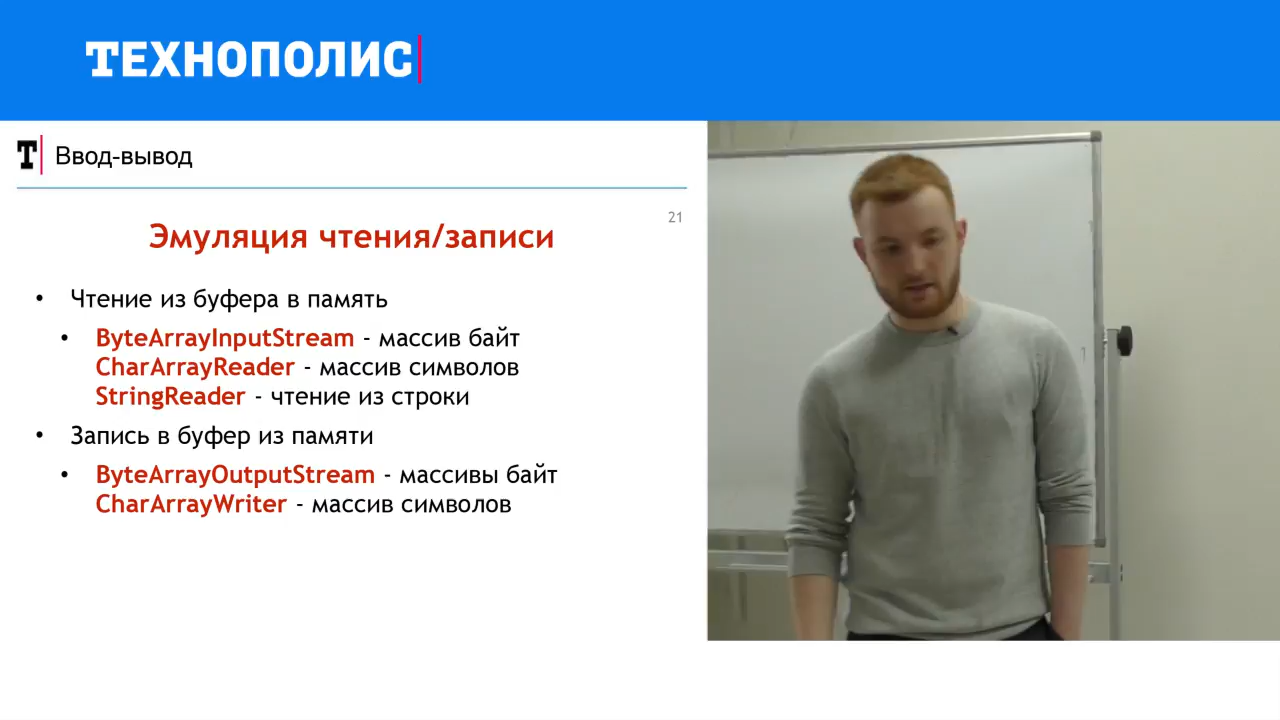 ТЕХНОПОЛИС
Т Ввод-вывод
21
Эмуляция чтения/записи
• Чтение из буфера в память
• ByteArrayInputStream - массив байт
CharArrayReader - массив символов
StringReader - чтение из строки
• Запись в буфер из памяти
• ByteArrayOutputStream - массивы байт
CharArrayWriter - массив символов